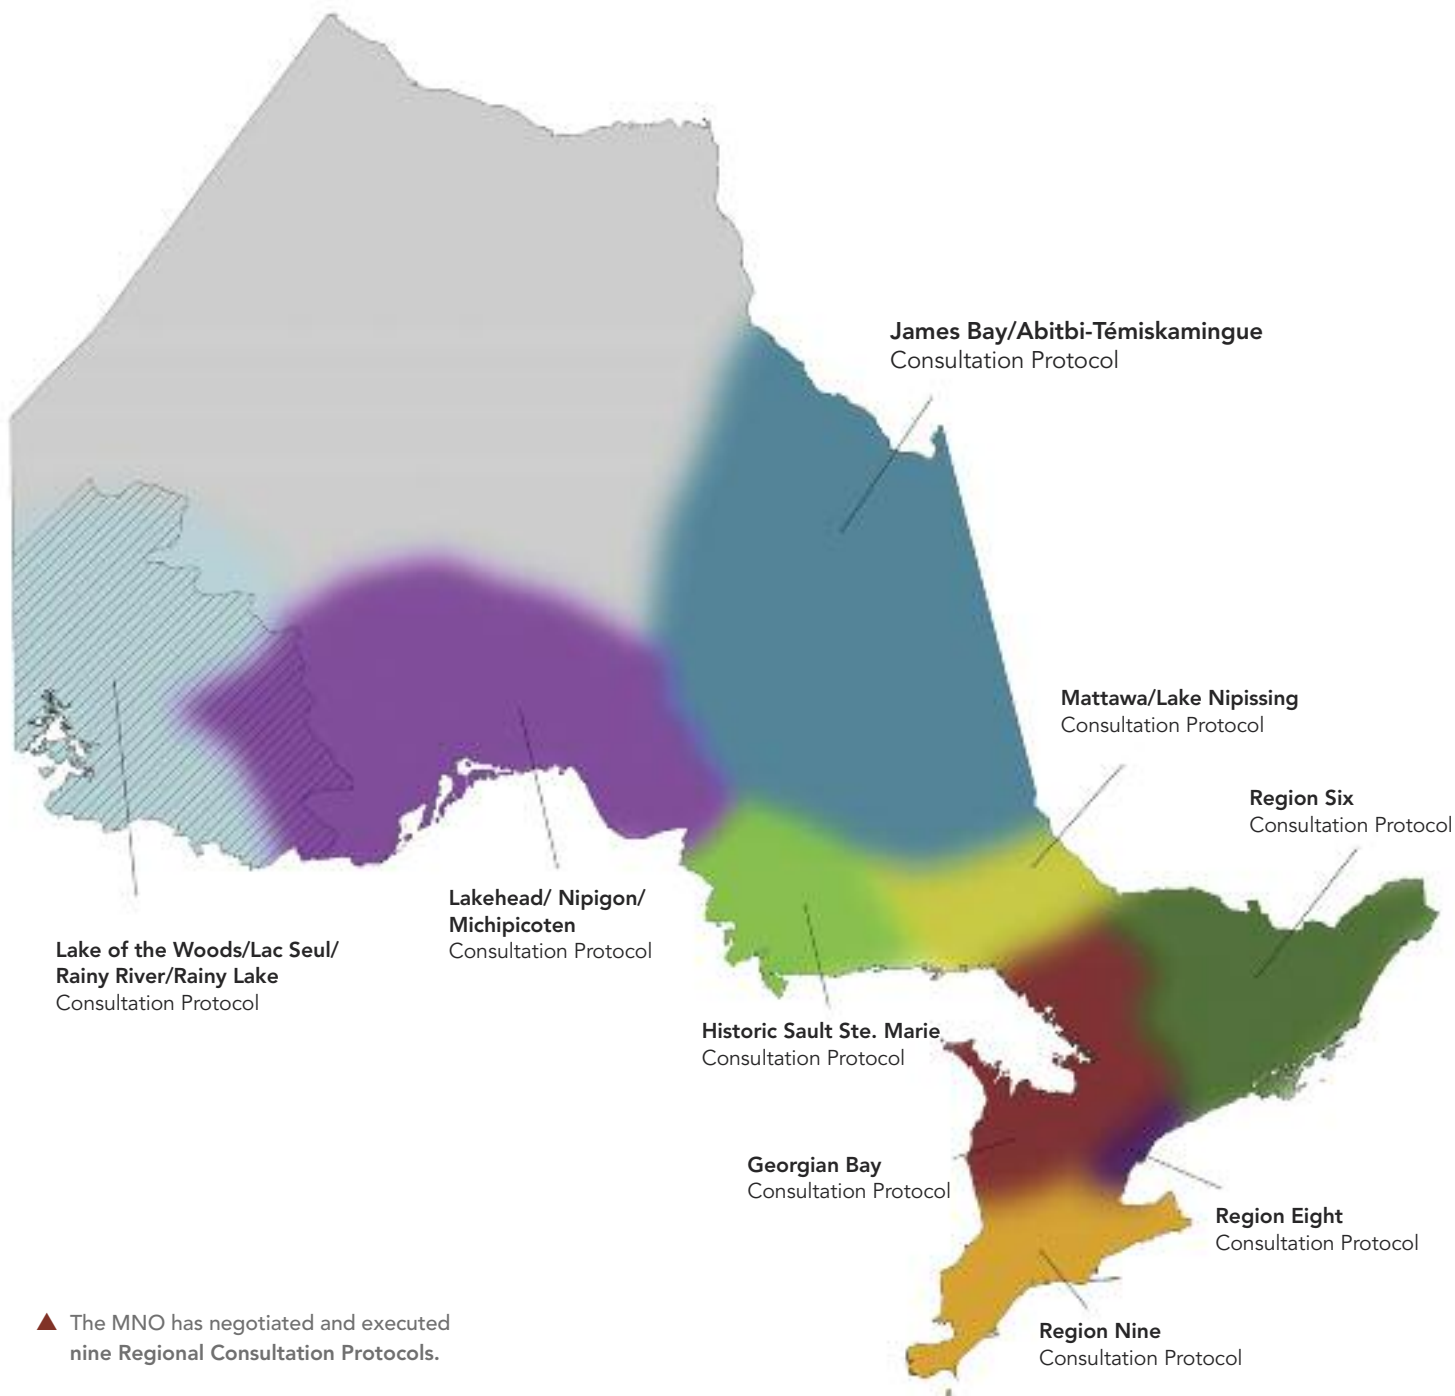 James Bay/Abitbi-Témiskamingue
Consultation Protocol
Mattawa/Lake Nipissing
Consultation Protocol
Region Six
Consultation Protocol
Lakehead/ Nipigon/
Michipicoten
Consultation Protocol
Lake of the Woods/Lac Seul/
Rainy River/Rainy Lake
Consultation Protocol
Historic Sault Ste. Marie
Consultation Protocol
Georgian Bay
Consultation Protocol
Region Eight
Consultation Protocol
Region Nine
Consultation Protocol
▲ The MNO has negotiated and executed
nine Regional Consultation Protocols.